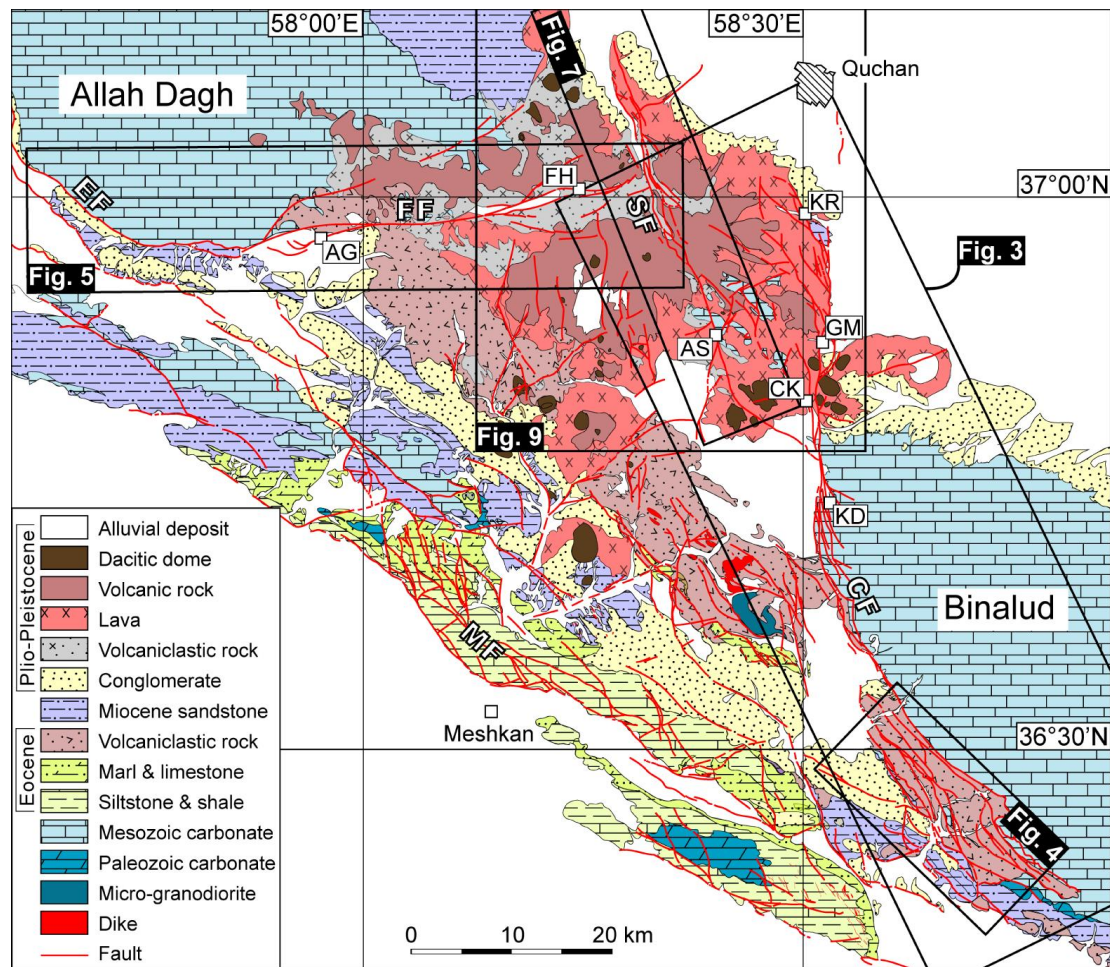 58°00'E
58°30'E
Fig. 7
Quchan
Allah Dagh
FH
37°00'N
EF
FF
SF
KR
AG
Fig. 3
Fig. 5
GM
AS
CK
Fig. 9
KD
CF
Binalud
MF
Meshkan
36°30'N
Fig. 4
Alluvial deposit
Dacitic dome
Volcanic rock
Lava
Volcaniclastic rock
Conglomerate
Miocene sandstone
Volcaniclastic rock
Marl & limestone
Siltstone & shale
Mesozoic carbonate
Paleozoic carbonate
Micro-granodiorite
Dike
Fault
Plio-Pleistocene
Eocene
0 10 20 km